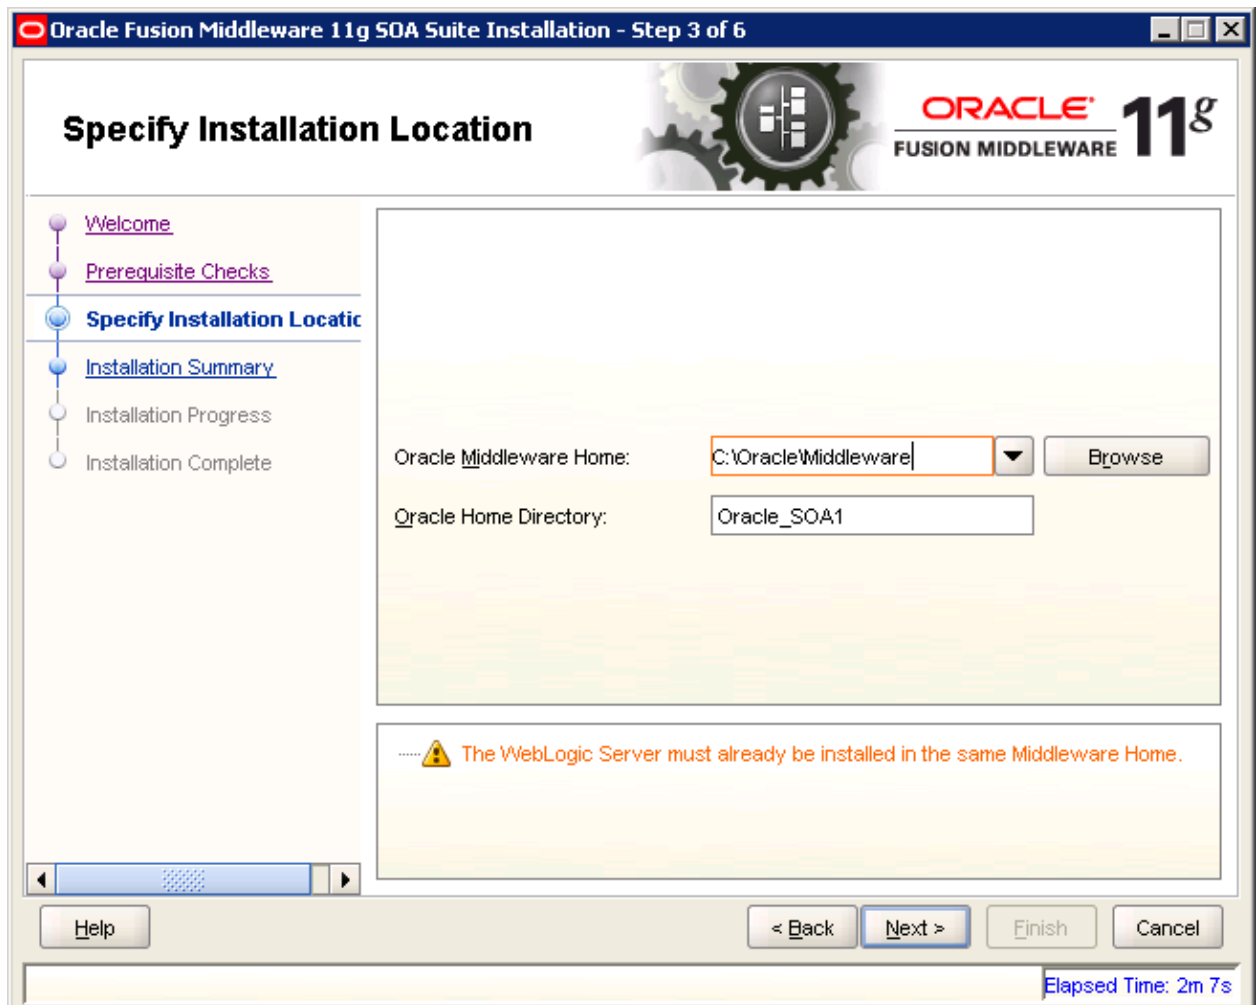 Oracle Fusion Middleware 11g SOA Suite Installation - Step 3 of 6
Specify Installation Location
ORACLE
FUSION MIDDLEWARE
11g
Welcome
Prerequisite Checks
Specify Installation Locatic
Installation Summary
Installation Progress
Installation Complete
Oracle Middleware Home: C:\Oracle\Middleware Browse
Oracle Home Directory: Oracle_SOA1
The WebLogic Server must already be installed in the same Middleware Home.
Help < Back Next > Finish Cancel
Elapsed Time: 2m 7s